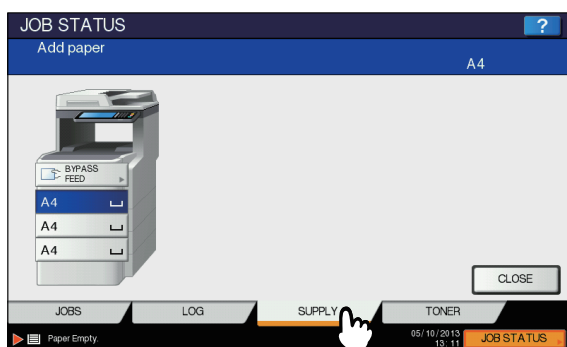 JOB STATUS
?
Add paper
A4
BYPASS
FEED
A4
A4
A4
CLOSE
JOBS
LOG
SUPPLY
TONER
Paper Empty.
05/10/2013
13:11
JOB STATUS